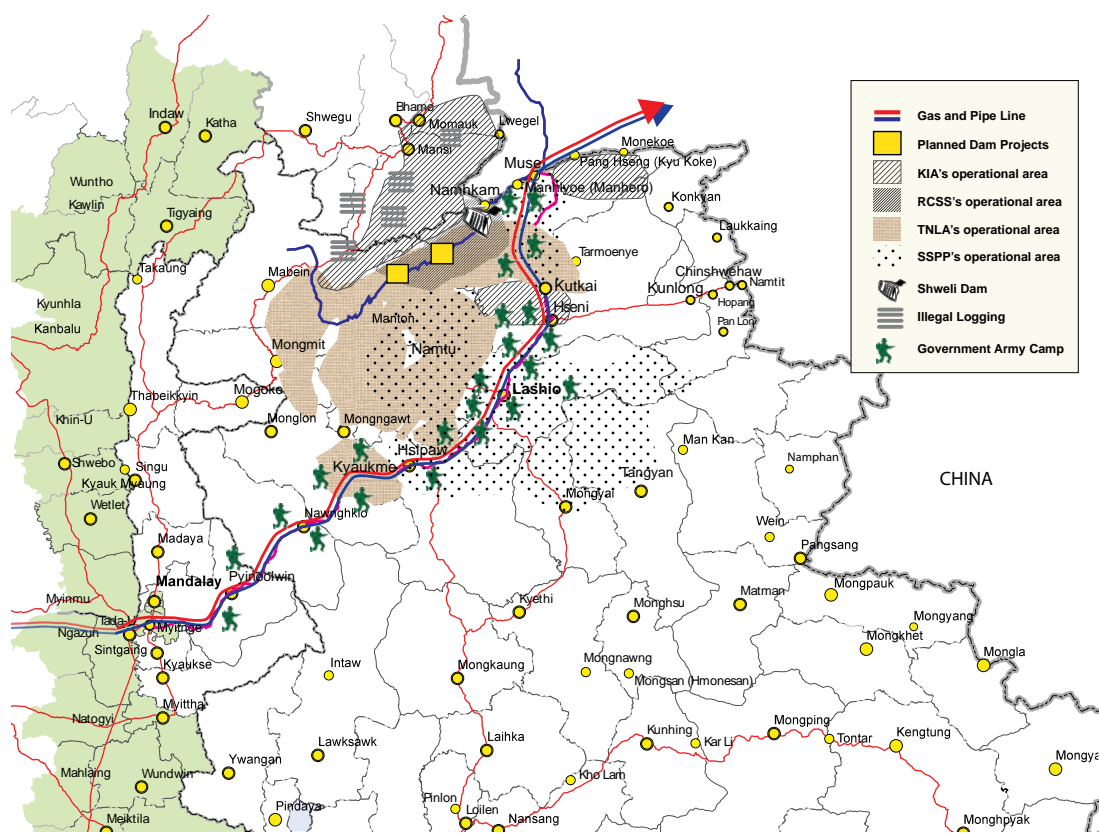 Indaw
Katha
Shwegu
Bhamo
Momauk
Mansi
Lwegel
Monekoe
Muse
Pang Hseng (Kyu Koke)
Manhlyoe (Manhero)
Namhkam
Konkyan
Laukkaing
Wuntho
Kawlin
Tigyaing
Takaung
Mabein
Tarmoenye
Chinshwehaw
Kunlong
Namtit
Hopang
Pan Lon
Kutkai
Hseni
Kyunhla
Kanbalu
Manton
Namtu
Mongmit
Mogoke
Thabeikkyin
Lashio
Khin-U
Monglon
Mongngawt
Hsipaw
Kyaukme
Man Kan
Namphan
Tangyan
Mongyai
Shwebo
Singu
Kyauk Myaung
Wetlet
Nawnghkio
Wein
Pangsang
Madaya
Mandalay
Pyinoolwin
Myinmu
Tada-U
Myitnge
Ngazun
Sintgaing
Kyaukse
Kyethi
Monghsu
Matman
Mongpauk
Mongyang
Mongkhet
Mongla
Intaw
Mongkaung
Mongnawng
Mongsan (Hmonesan)
Myittha
Natogyi
Lawksawk
Laihka
Kunhing
Kar Li
Mongping
Tontar
Kengtung
Mongya
Mahlaing
Wundwin
Ywangan
Kho Lam
Pindaya
Pinlon
Loilen
Nansang
Meiktila
Monghpyak
CHINA
Gas and Pipe Line
Planned Dam Projects
KIA's operational area
RCSS's operational area
TNLA's operational area
SSPP's operational area
Shweli Dam
Illegal Logging
Government Army Camp